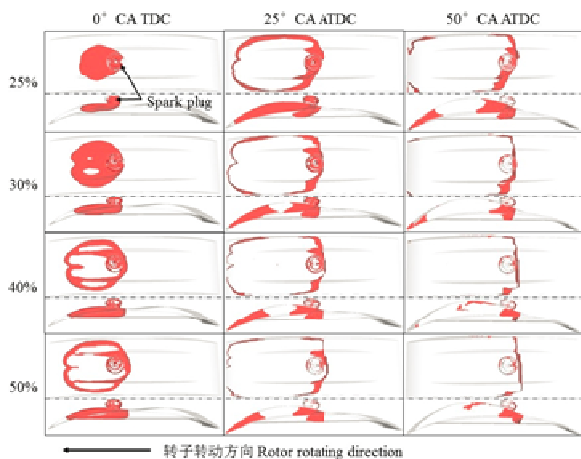 0° CA TDC 25° CA ATDC 50° CA ATDC
25%
Spark plug
30%
40%
50%
转子转动方向 Rotor rotating direction